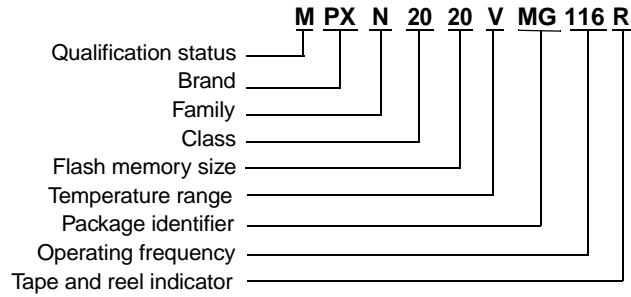 M PX N 20 20 V MG 116 R
Qualification status
Brand
Family
Class
Flash memory size
Temperature range
Package identifier
Operating frequency
Tape and reel indicator